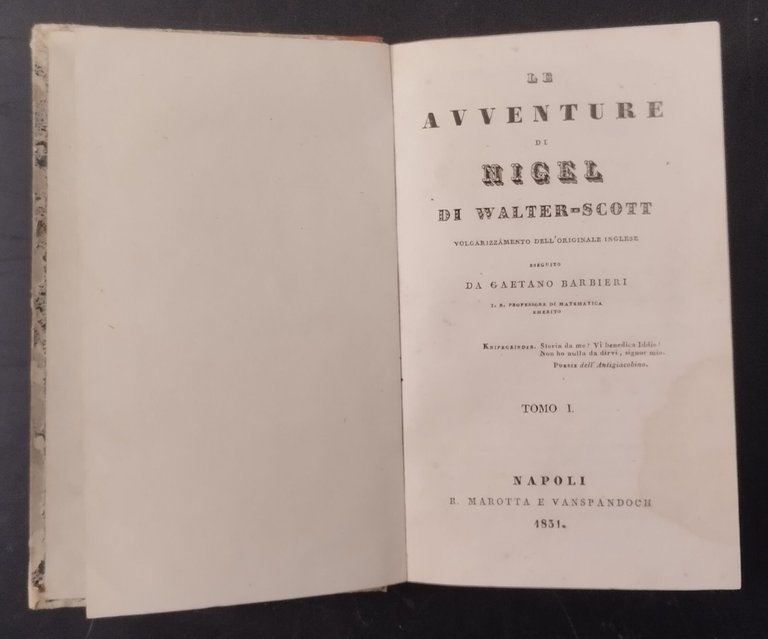 LE
AVVENTURE
DI
NIGEL
DI WALTER-SCOTT
VOLGARIZZAMENTO DELL'ORIGINALE INGLESE
ESEGUITO
DA GAETANO BARBIERI
I. R. PROFESSORE DI MATEMATICA
EMERITO
KNIFEGRINDER. Storia da me? Vi benedica Iddio!
Non ho nulla da dirvi, signor mio.
POESIE dell'Antigiacobino.
TOMO I.
NAPOLI
R. MAROTTA E VANSPANDOCH
1831.